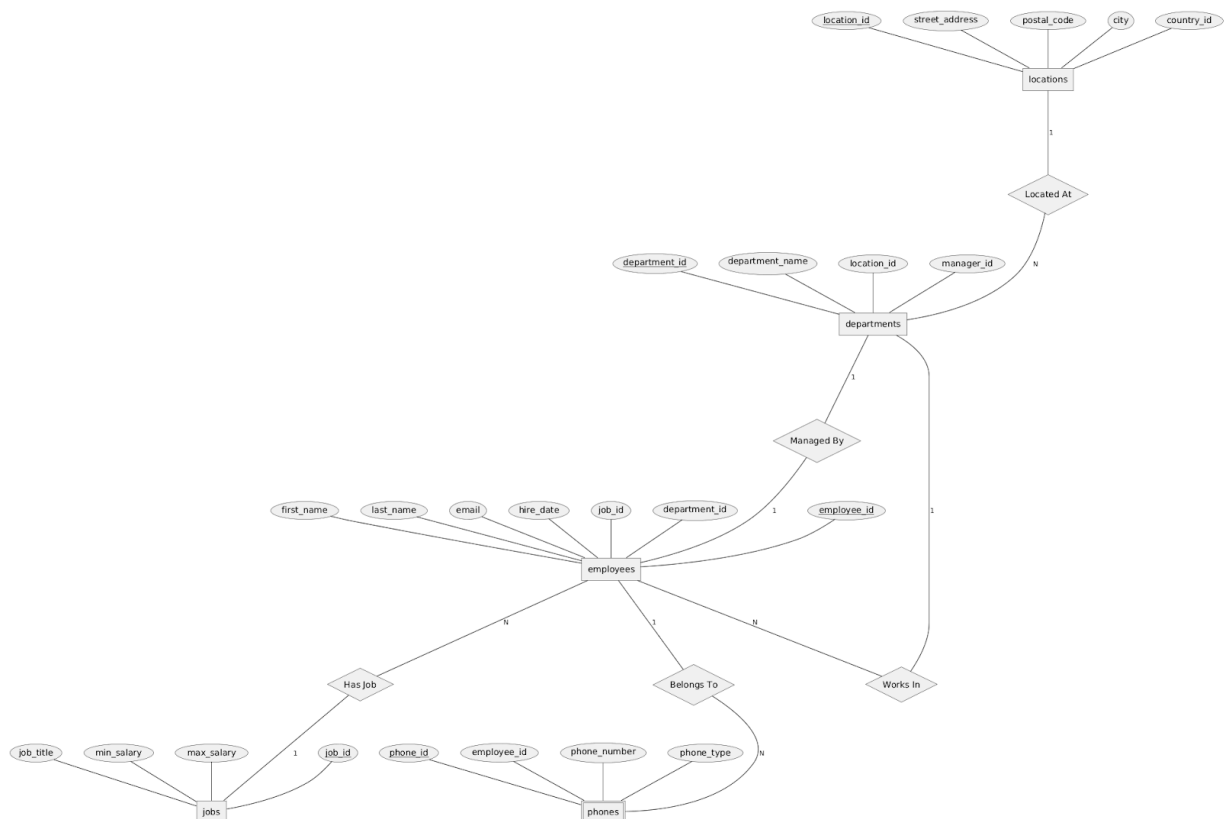 location_id
street_address
postal_code
city
country_id
locations
1
Located At
N
department_id
department_name
location_id
manager_id
departments
1
Managed By
1
1
first_name
last_name
email
hire_date
job_id
department_id
employee_id
employees
N
1
N
Has Job
Belongs To
Works In
1
N
job_title
min_salary
max_salary
job_id
phone_id
employee_id
phone_number
phone_type
jobs
phones